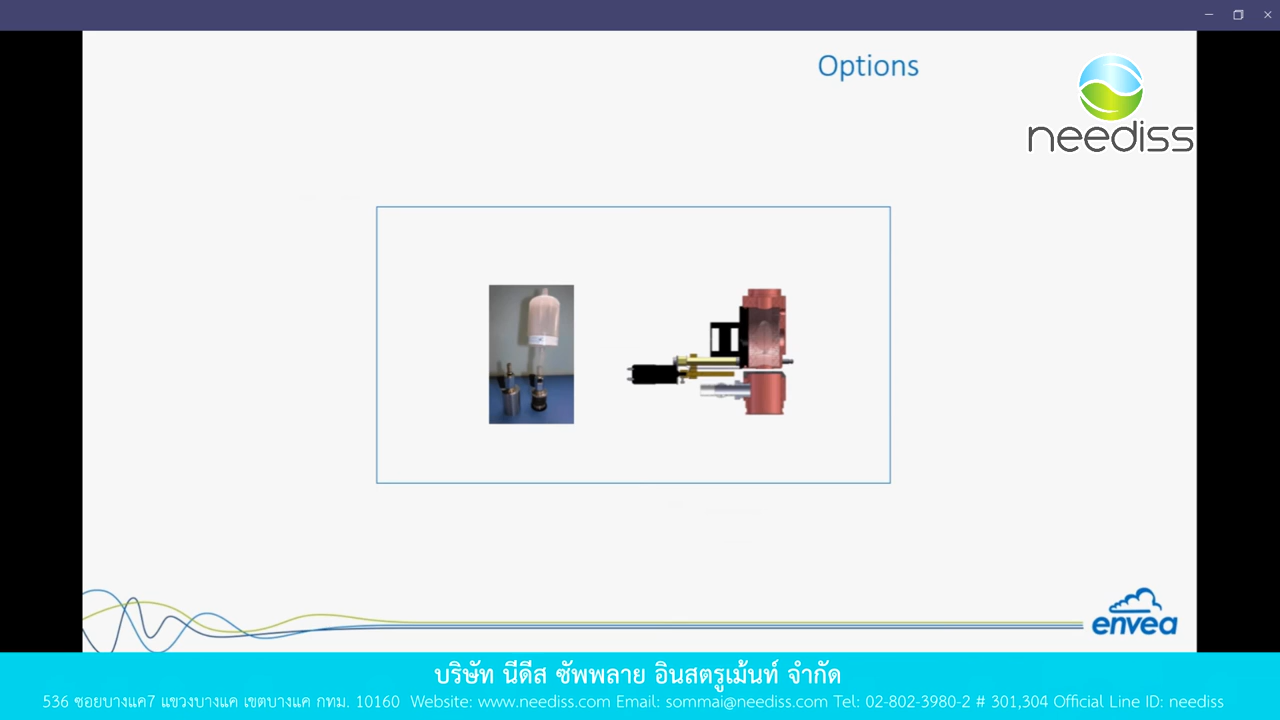 Options
neediss
envea
บริษัท นีดีส ซัพพลาย อินสตรูเม้นท์ จำกัด
536 ซอยบางแค7 แขวงบางแค เขตบางแค กทม. 10160 Website: www.neediss.com Email: sommai@neediss.com Tel: 02-802-3980-2 # 301,304 Official Line ID: neediss